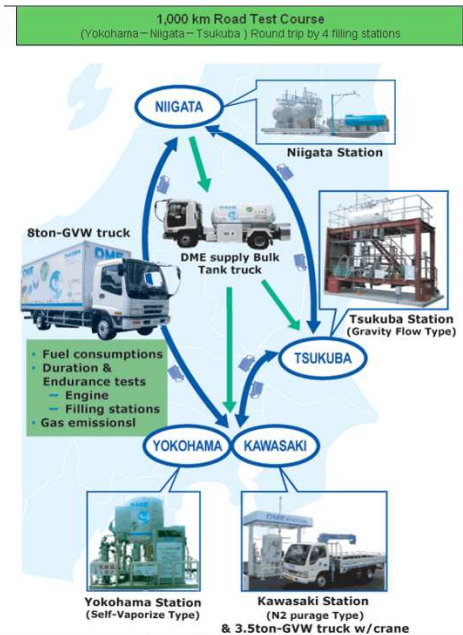 1,000 km Road Test Course
(Yokohama－Niigata－Tsukuba ) Round trip by 4 filling stations
NIIGATA
Niigata Station
8ton-GVW truck
DME
DME supply Bulk
Tank truck
Tsukuba Station
(Gravity Flow Type)
TSUKUBA
• Fuel consumptions
• Duration &
Endurance tests
— Engine
— Filling stations
• Gas emissionsl
YOKOHAMA
KAWASAKI
Yokohama Station
(Self-Vaporize Type)
Kawasaki Station
(N2 purage Type)
& 3.5ton-GVW truck w/crane